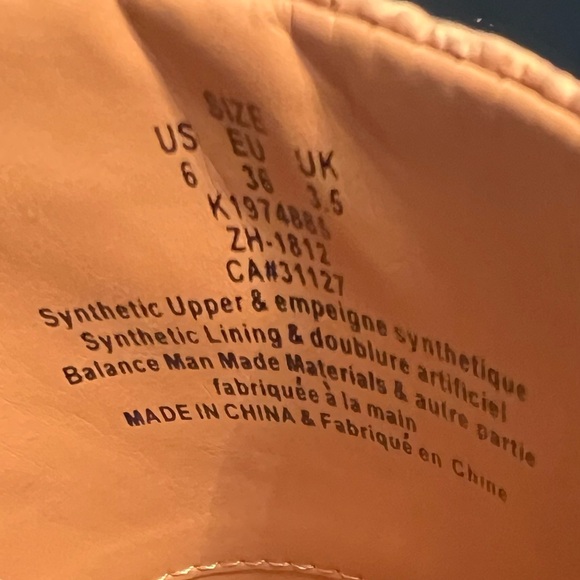 SIZE
US EU UK
6 36 3.5
ZH-1812
CA#31127
Synthetic Upper & empeigne synthetique
Synthetic Lining & doublure artificiel
Balance Man Made Materials & autre partie
fabriquée à la main
MADE IN CHINA & Fabriqué en Chine